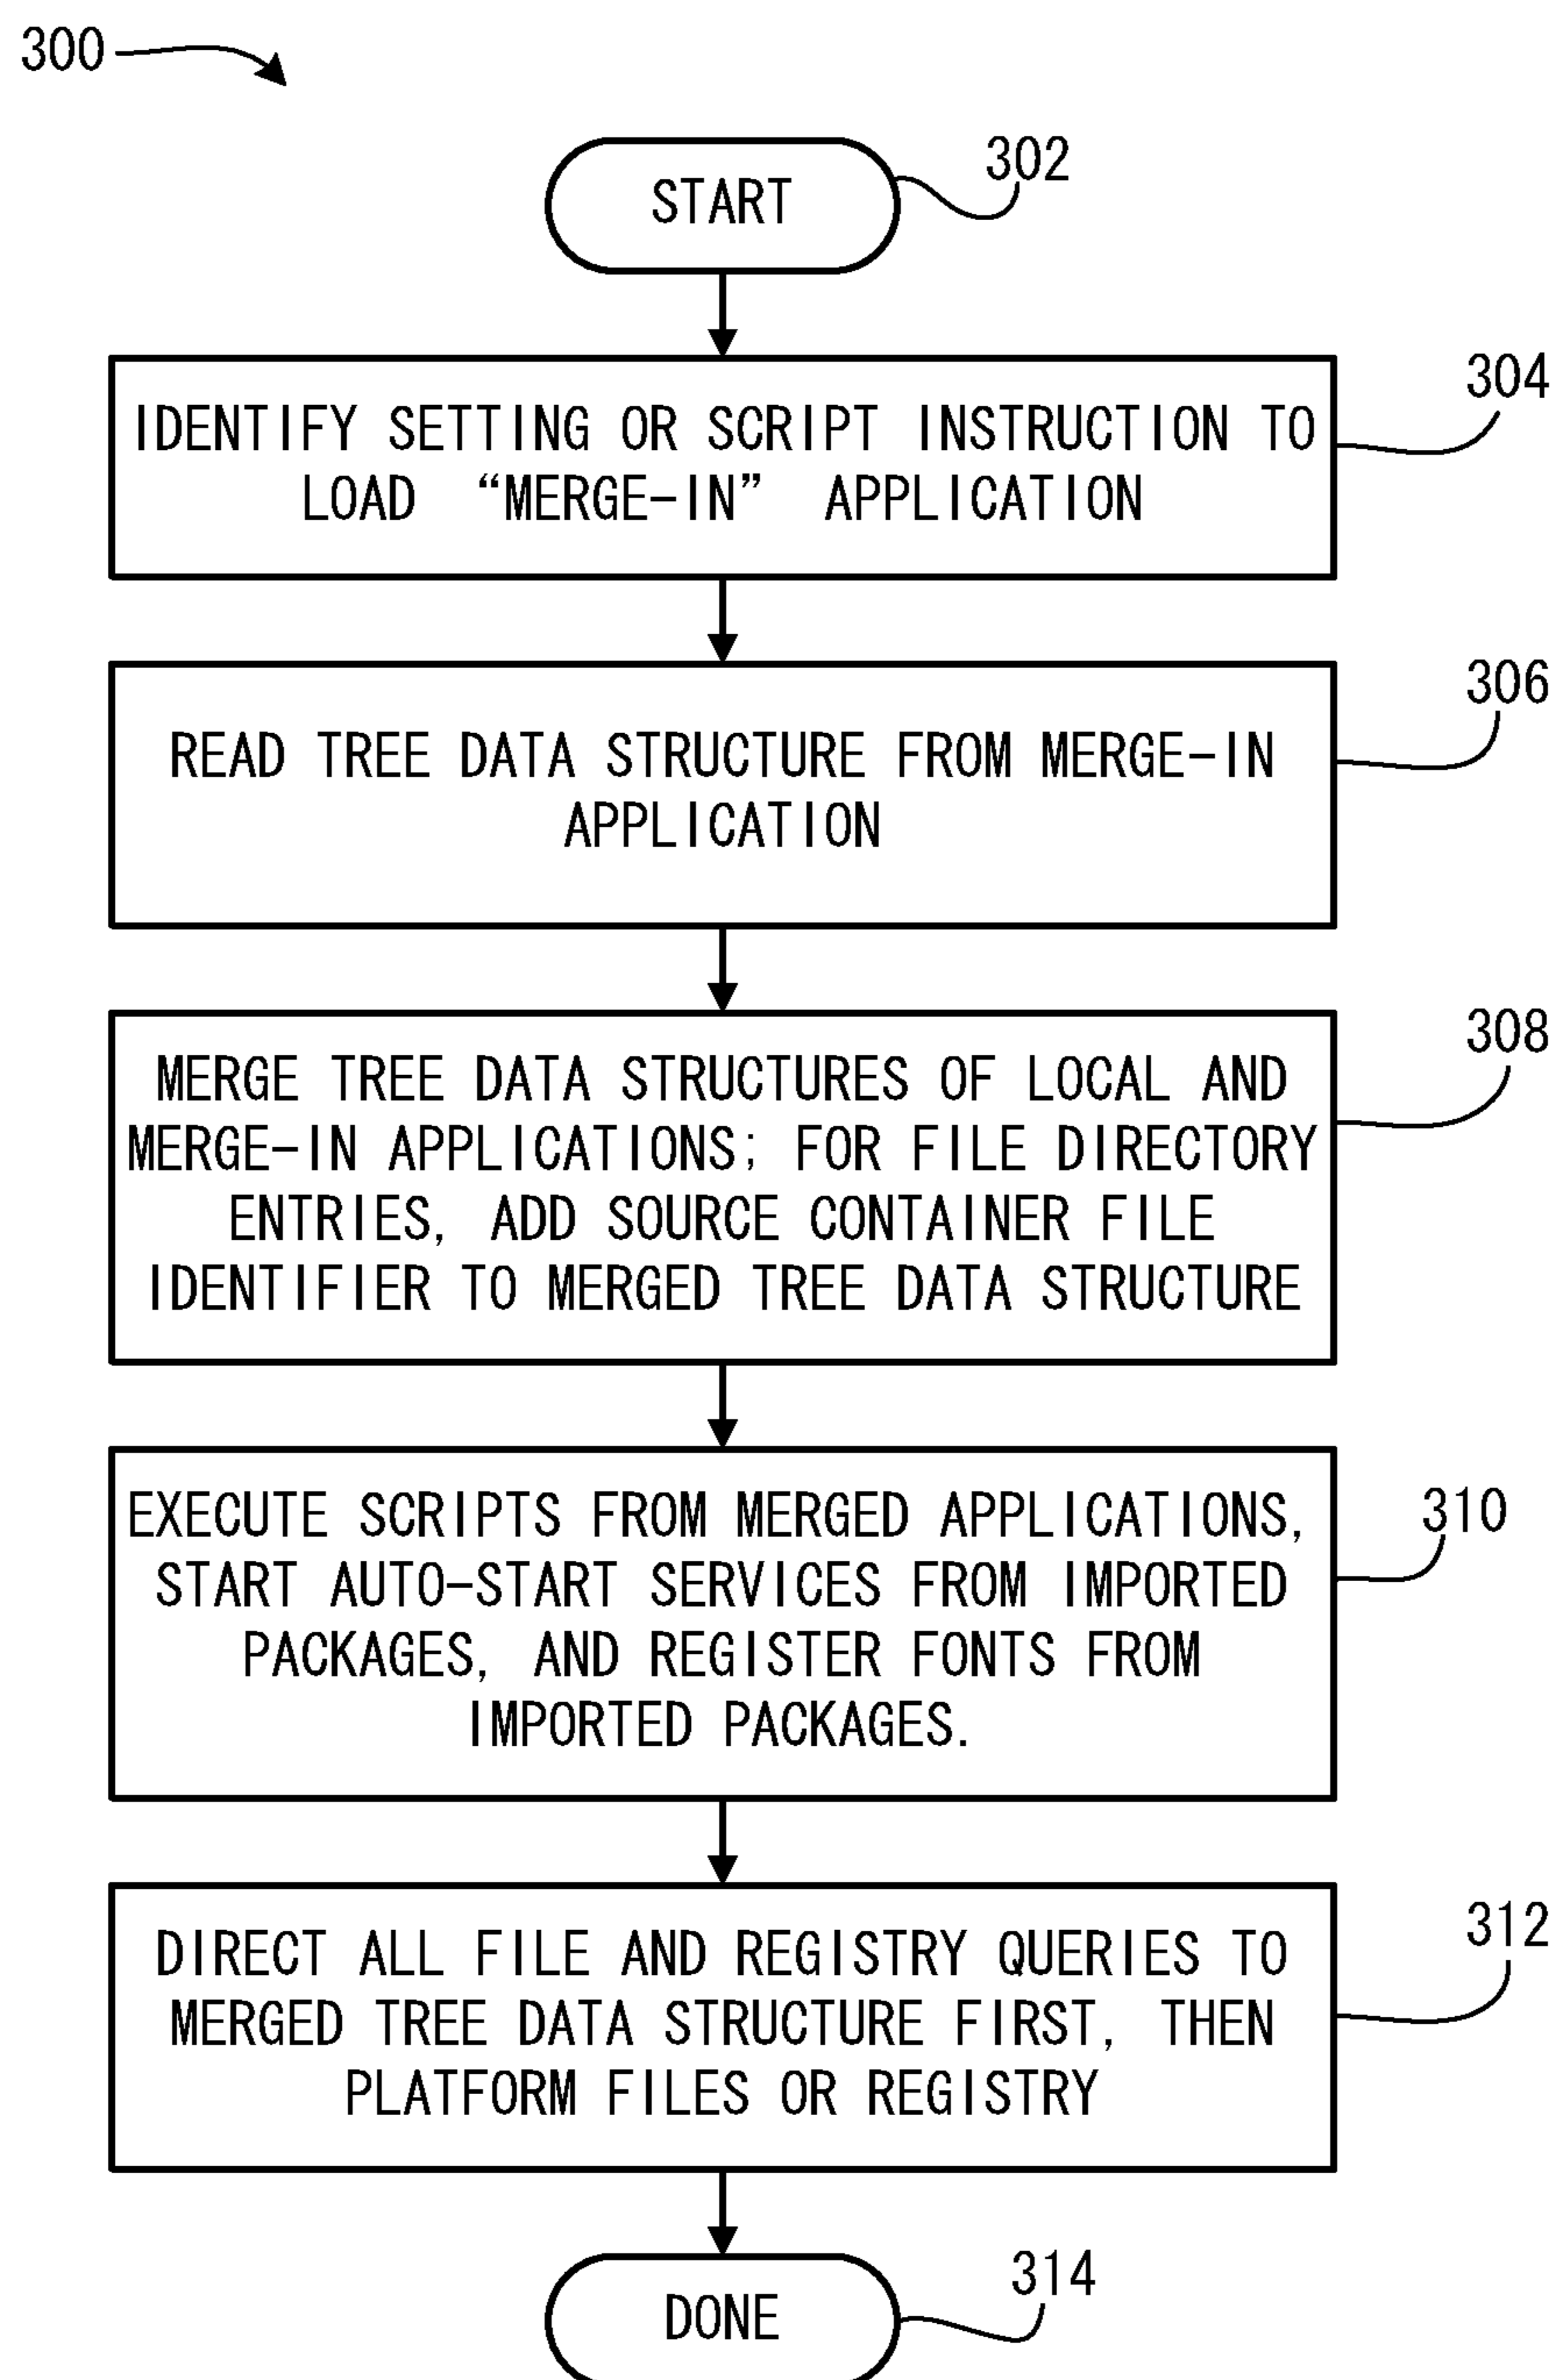 300
302
START
304
IDENTIFY SETTING OR SCRIPT INSTRUCTION TO
LOAD “MERGE-IN” APPLICATION
306
READ TREE DATA STRUCTURE FROM MERGE-IN
APPLICATION
308
MERGE TREE DATA STRUCTURES OF LOCAL AND
MERGE-IN APPLICATIONS; FOR FILE DIRECTORY
ENTRIES, ADD SOURCE CONTAINER FILE
IDENTIFIER TO MERGED TREE DATA STRUCTURE
310
EXECUTE SCRIPTS FROM MERGED APPLICATIONS,
START AUTO-START SERVICES FROM IMPORTED
PACKAGES, AND REGISTER FONTS FROM
IMPORTED PACKAGES.
312
DIRECT ALL FILE AND REGISTRY QUERIES TO
MERGED TREE DATA STRUCTURE FIRST, THEN
PLATFORM FILES OR REGISTRY
314
DONE